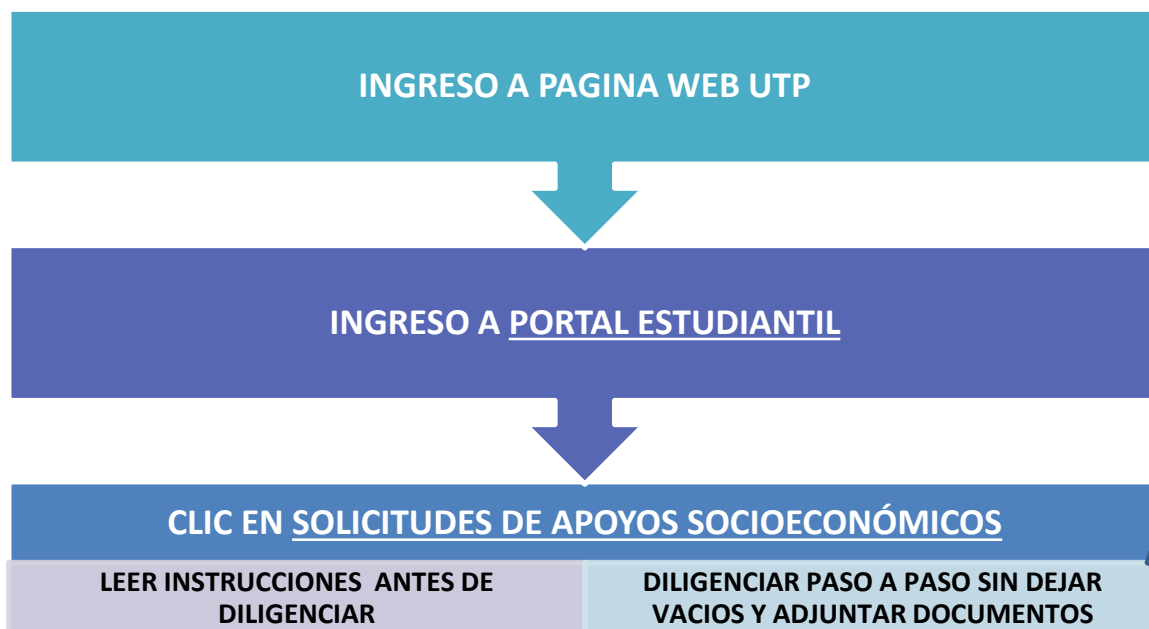 INGRESO A PAGINA WEB UTP
INGRESO A PORTAL ESTUDIANTIL
CLIC EN SOLICITUDES DE APOYOS SOCIOECONÓMICOS
LEER INSTRUCCIONES ANTES DE
DILIGENCIAR
DILIGENCIAR PASO A PASO SIN DEJAR
VACIOS Y ADJUNTAR DOCUMENTOS